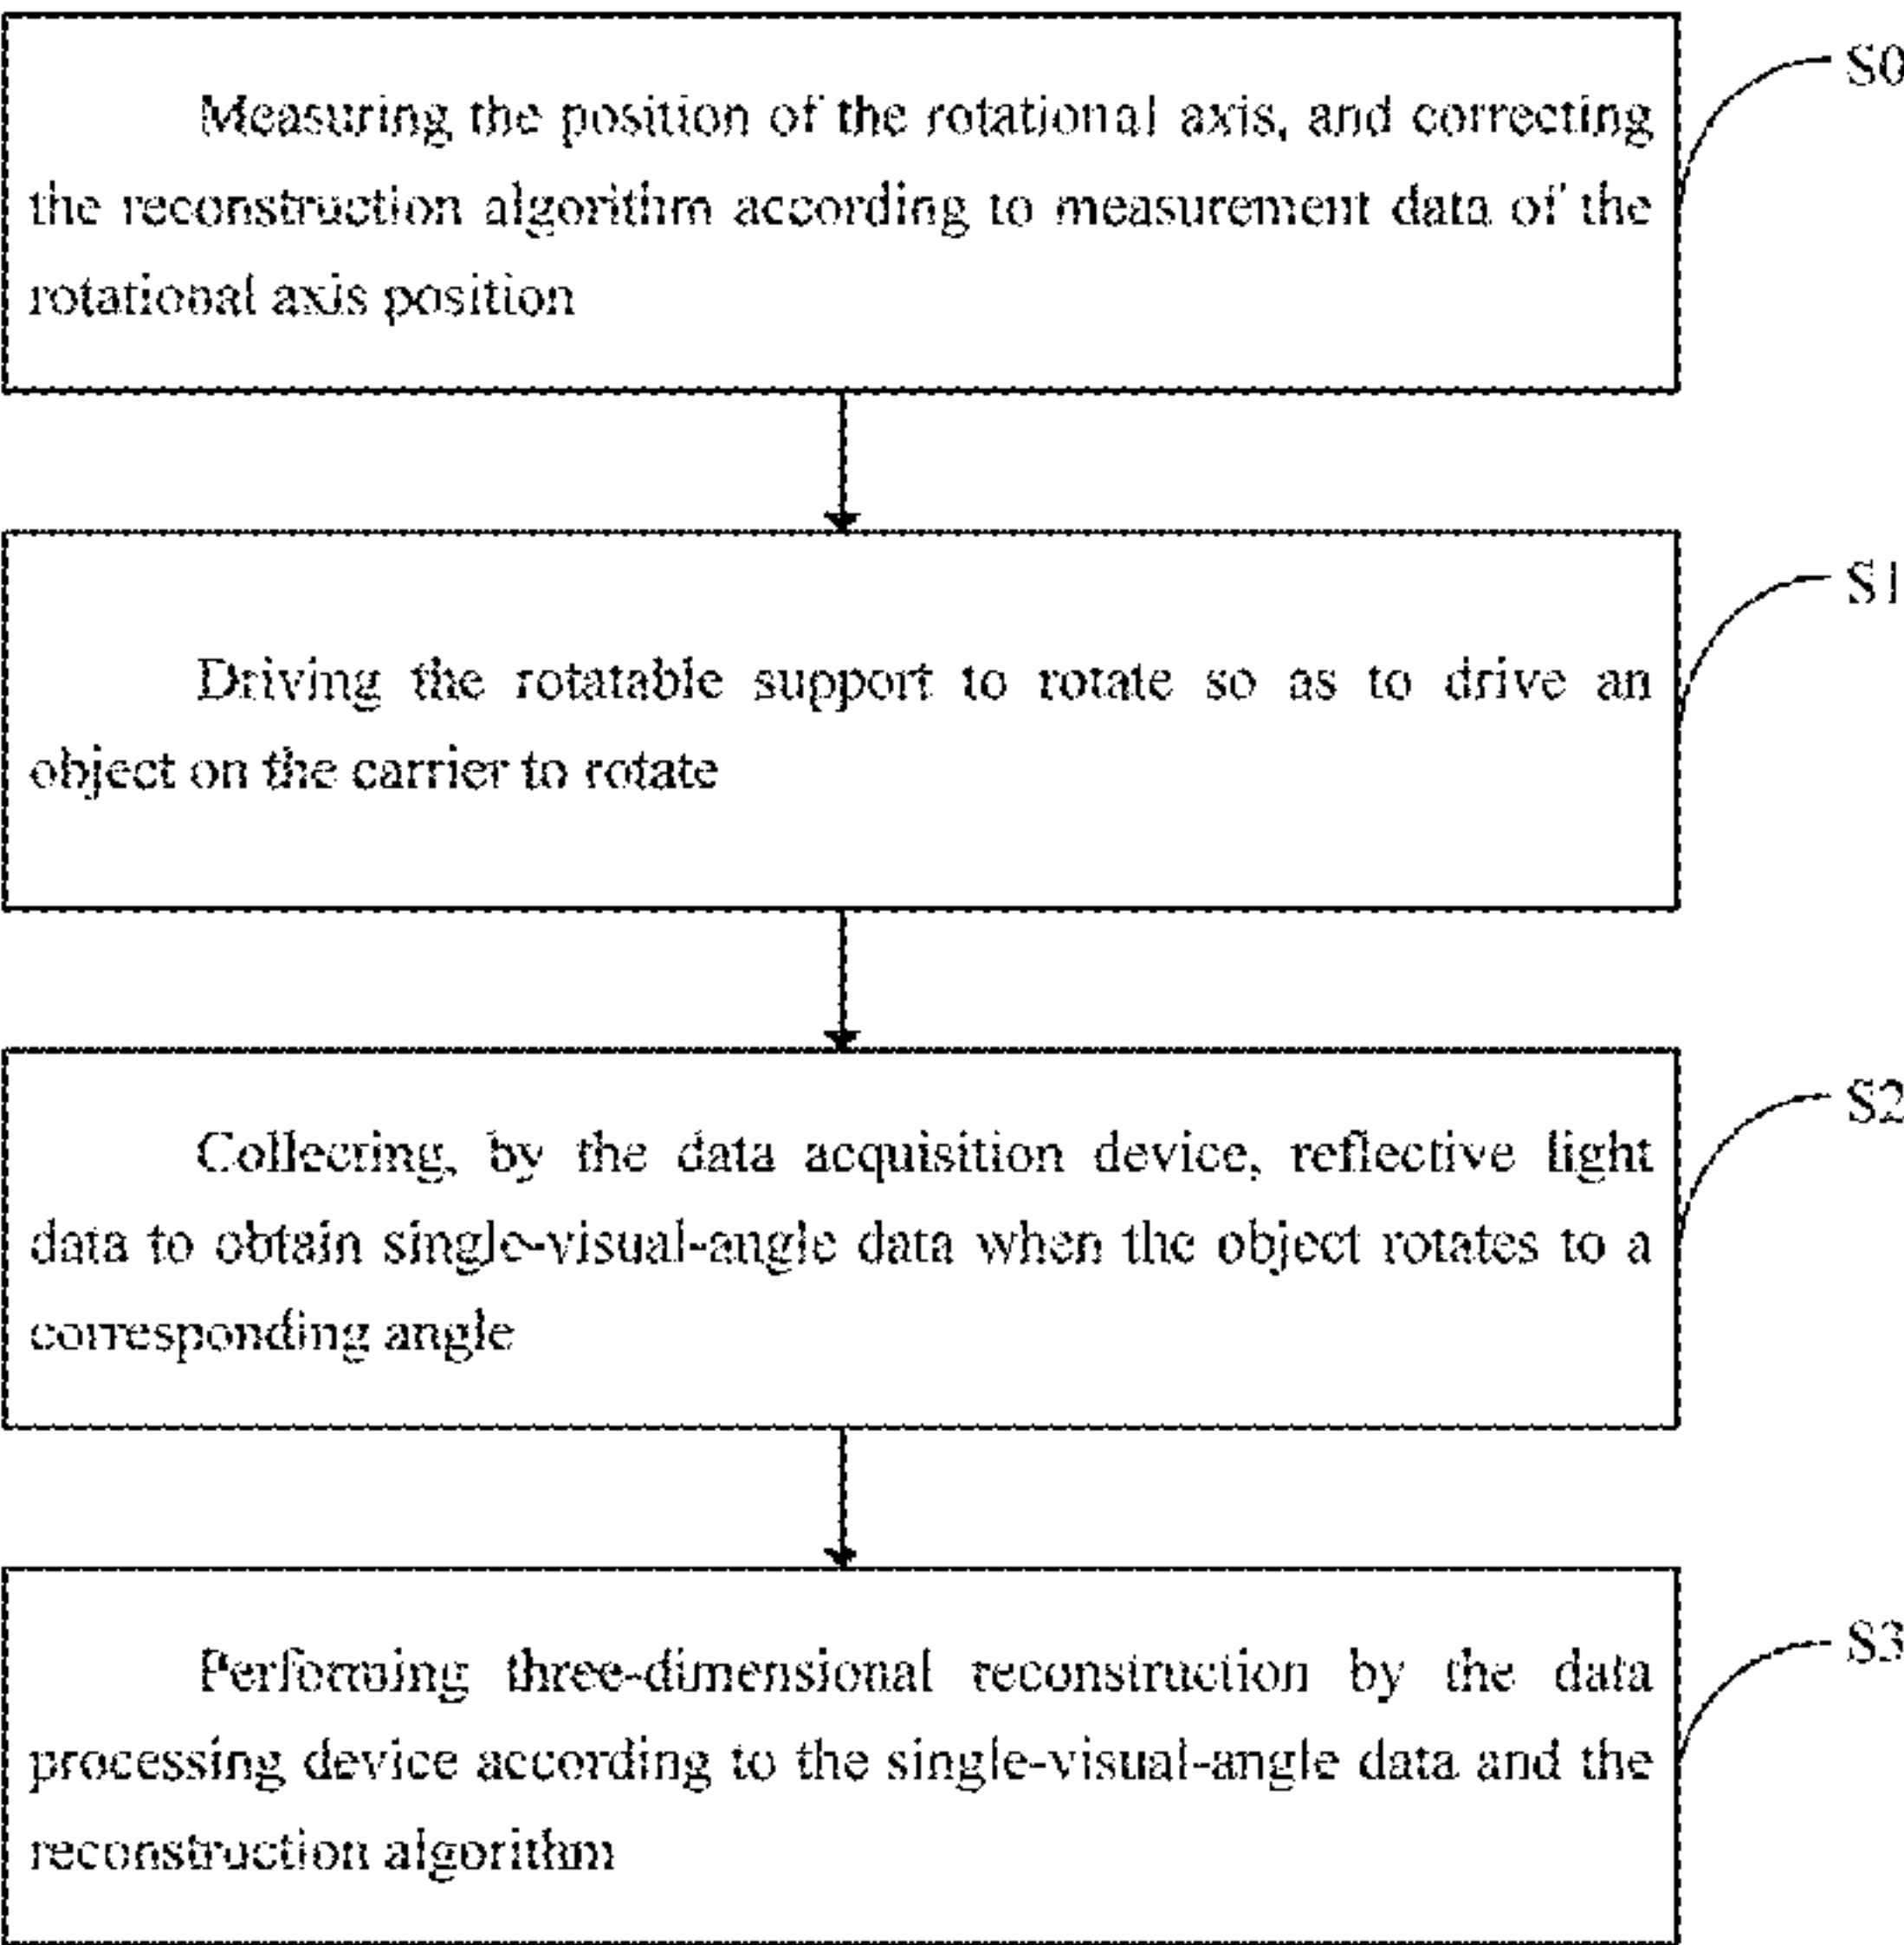 Measuring the position of the rotational axis, and correcting
the reconstruction algorithm according to measurement data of the
rotational axis position
S0
Driving the rotatable support to rotate so as to drive an
object on the carrier to rotate
S1
Collecting, by the data acquisition device, reflective light
data to obtain single-visual-angle data when the object rotates to a
corresponding angle
S2
Performing three-dimensional reconstruction by the data
processing device according to the single-visual-angle data and the
reconstruction algorithm
S3